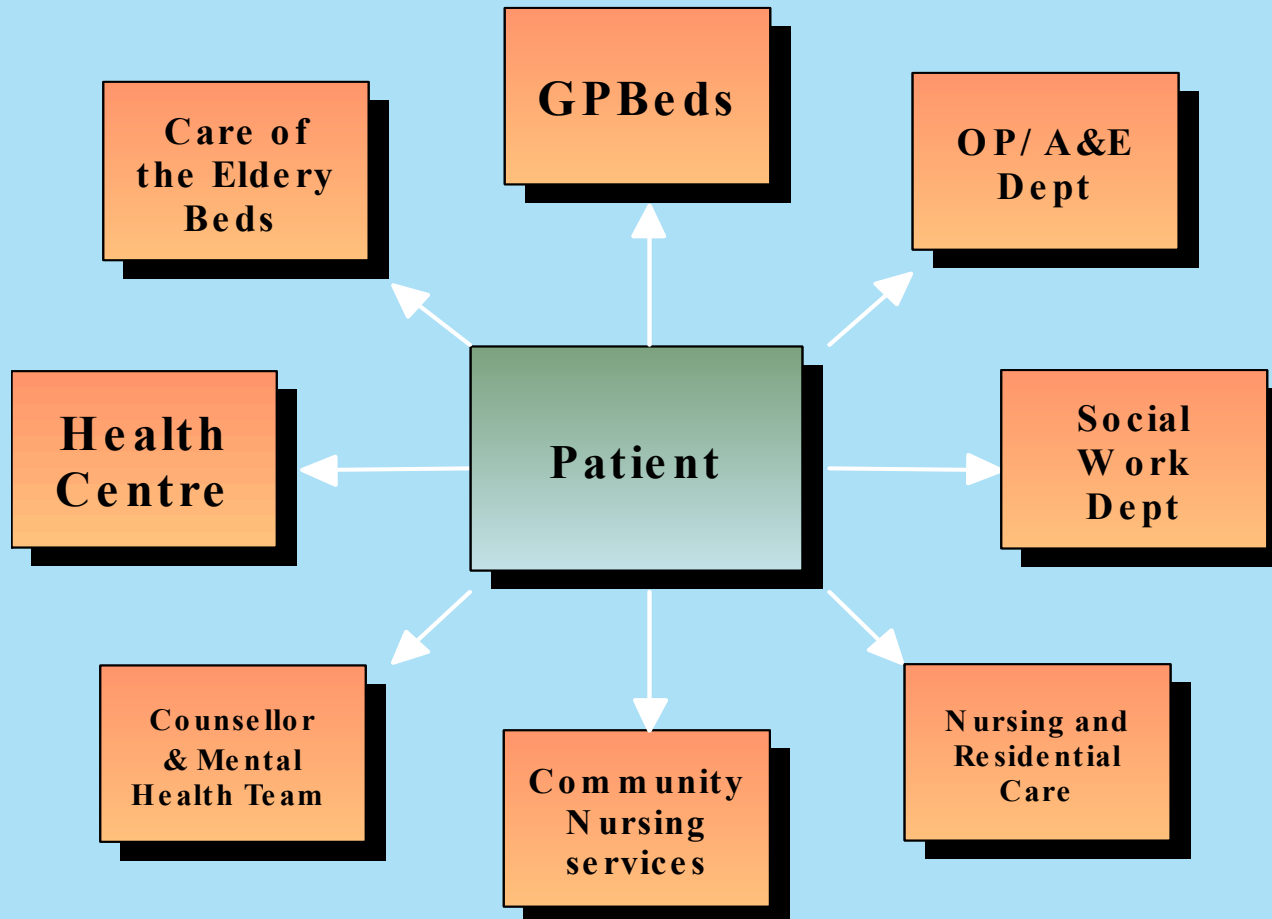 GPBeds
Care of
the Eldery
Beds
OP/ A&E
Dept
Health
Centre
Patient
Social
Work
Dept
Counsellor
& Mental
Health Team
Community
Nursing
services
Nursing and
Residential
Care